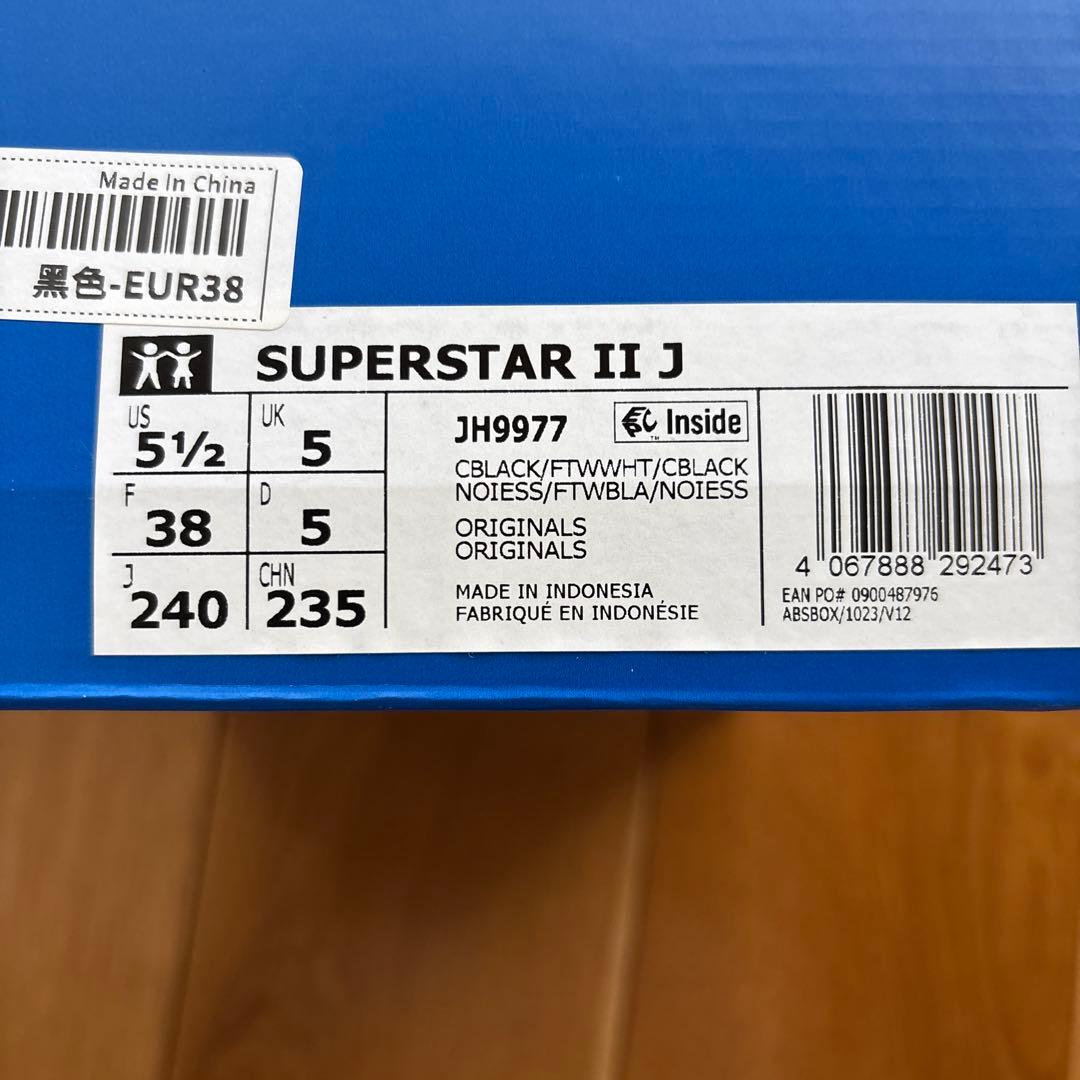 Made In China
黑色-EUR38
SUPERSTAR II J
US
5½
UK
5
F
38
D
5
J
240
CHN
235
JH9977
Inside
™
CBLACK/FTWWHT/CBLACK
NOIESS/FTWBLA/NOIESS
ORIGINALS
ORIGINALS
MADE IN INDONESIA
FABRIQUÉ EN INDONÉSIE
4 067888 292473
EAN PO# 0900487976
ABSBOX/1023/V12